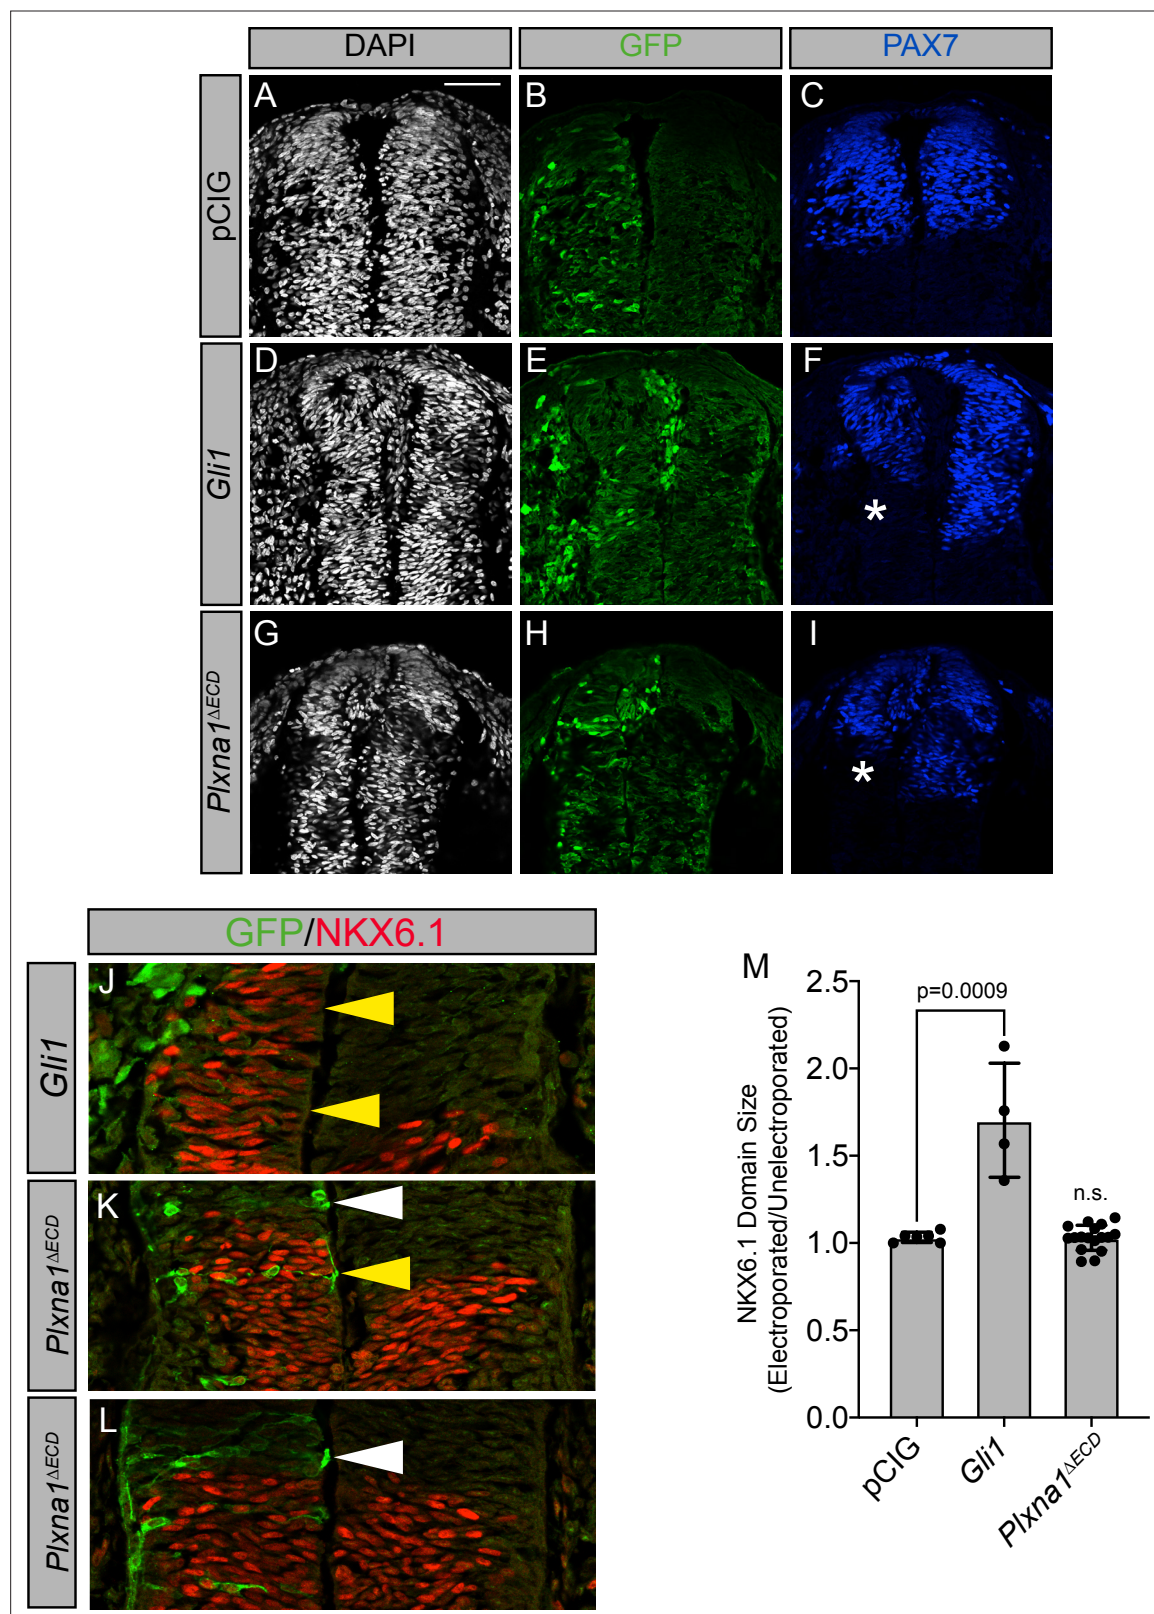 DAPI
GFP
PAX7
pCIG
A
B
C
Gli1
D
E
F
*
Plxna1ΔECD
G
H
I
*
GFP/NKX6.1
Gli1
J
Plxna1ΔECD
K
Plxna1ΔECD
L
M
NKX6.1 Domain Size
(Electroporated/Unelectroporated)
2.5
2.0
1.5
1.0
0.5
0.0
p=0.0009
n.s.
pCIG
Gli1
Plxna1ΔECD